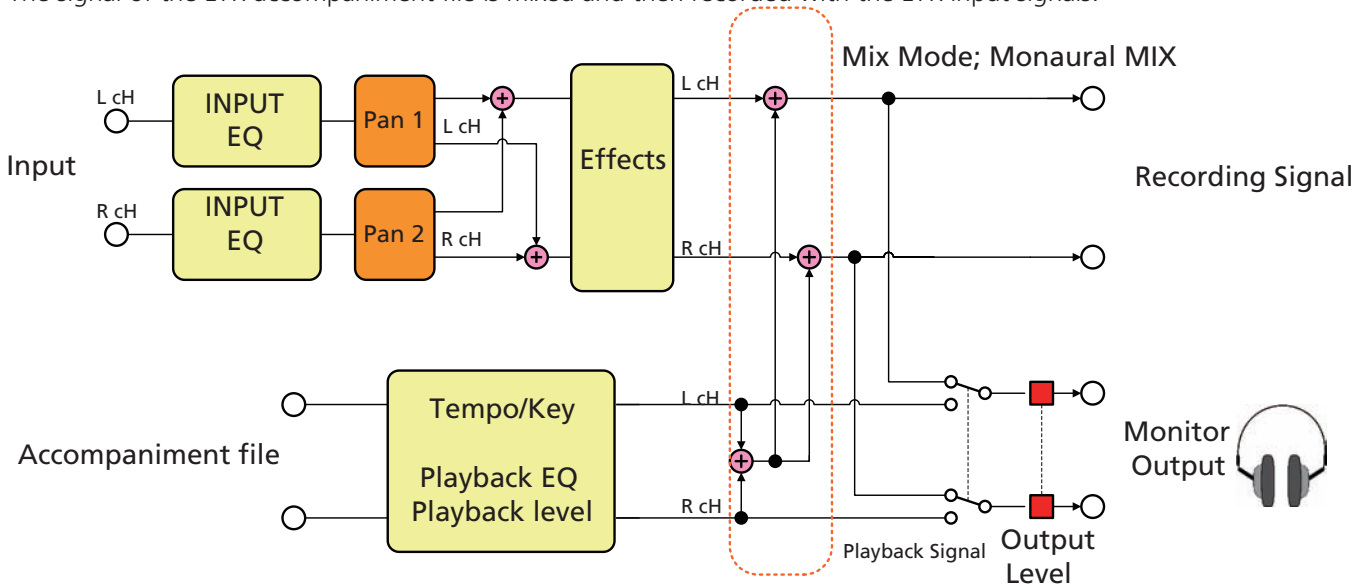 Mix Mode; Monaural MIX
L cH
INPUT
EQ
Pan 1
L cH
Effects
L cH
Input
Recording Signal
R cH
INPUT
EQ
Pan 2
R cH
R cH
Accompaniment file
Tempo/Key
Playback EQ
Playback level
L cH
R cH
Monitor
Output
Playback Signal
Output
Level